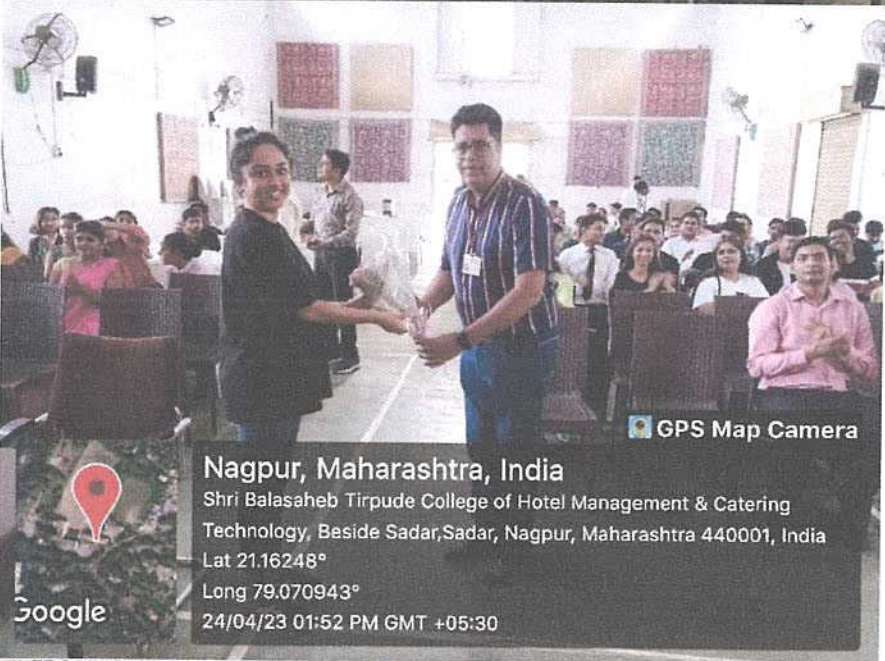 GPS Map Camera
Nagpur, Maharashtra, India
Shri Balasaheb Tirpude College of Hotel Management & Catering
Technology, Beside Sadar,Sadar, Nagpur, Maharashtra 440001, India
Lat 21.16248°
Long 79.070943°
24/04/23 01:52 PM GMT +05:30
Google